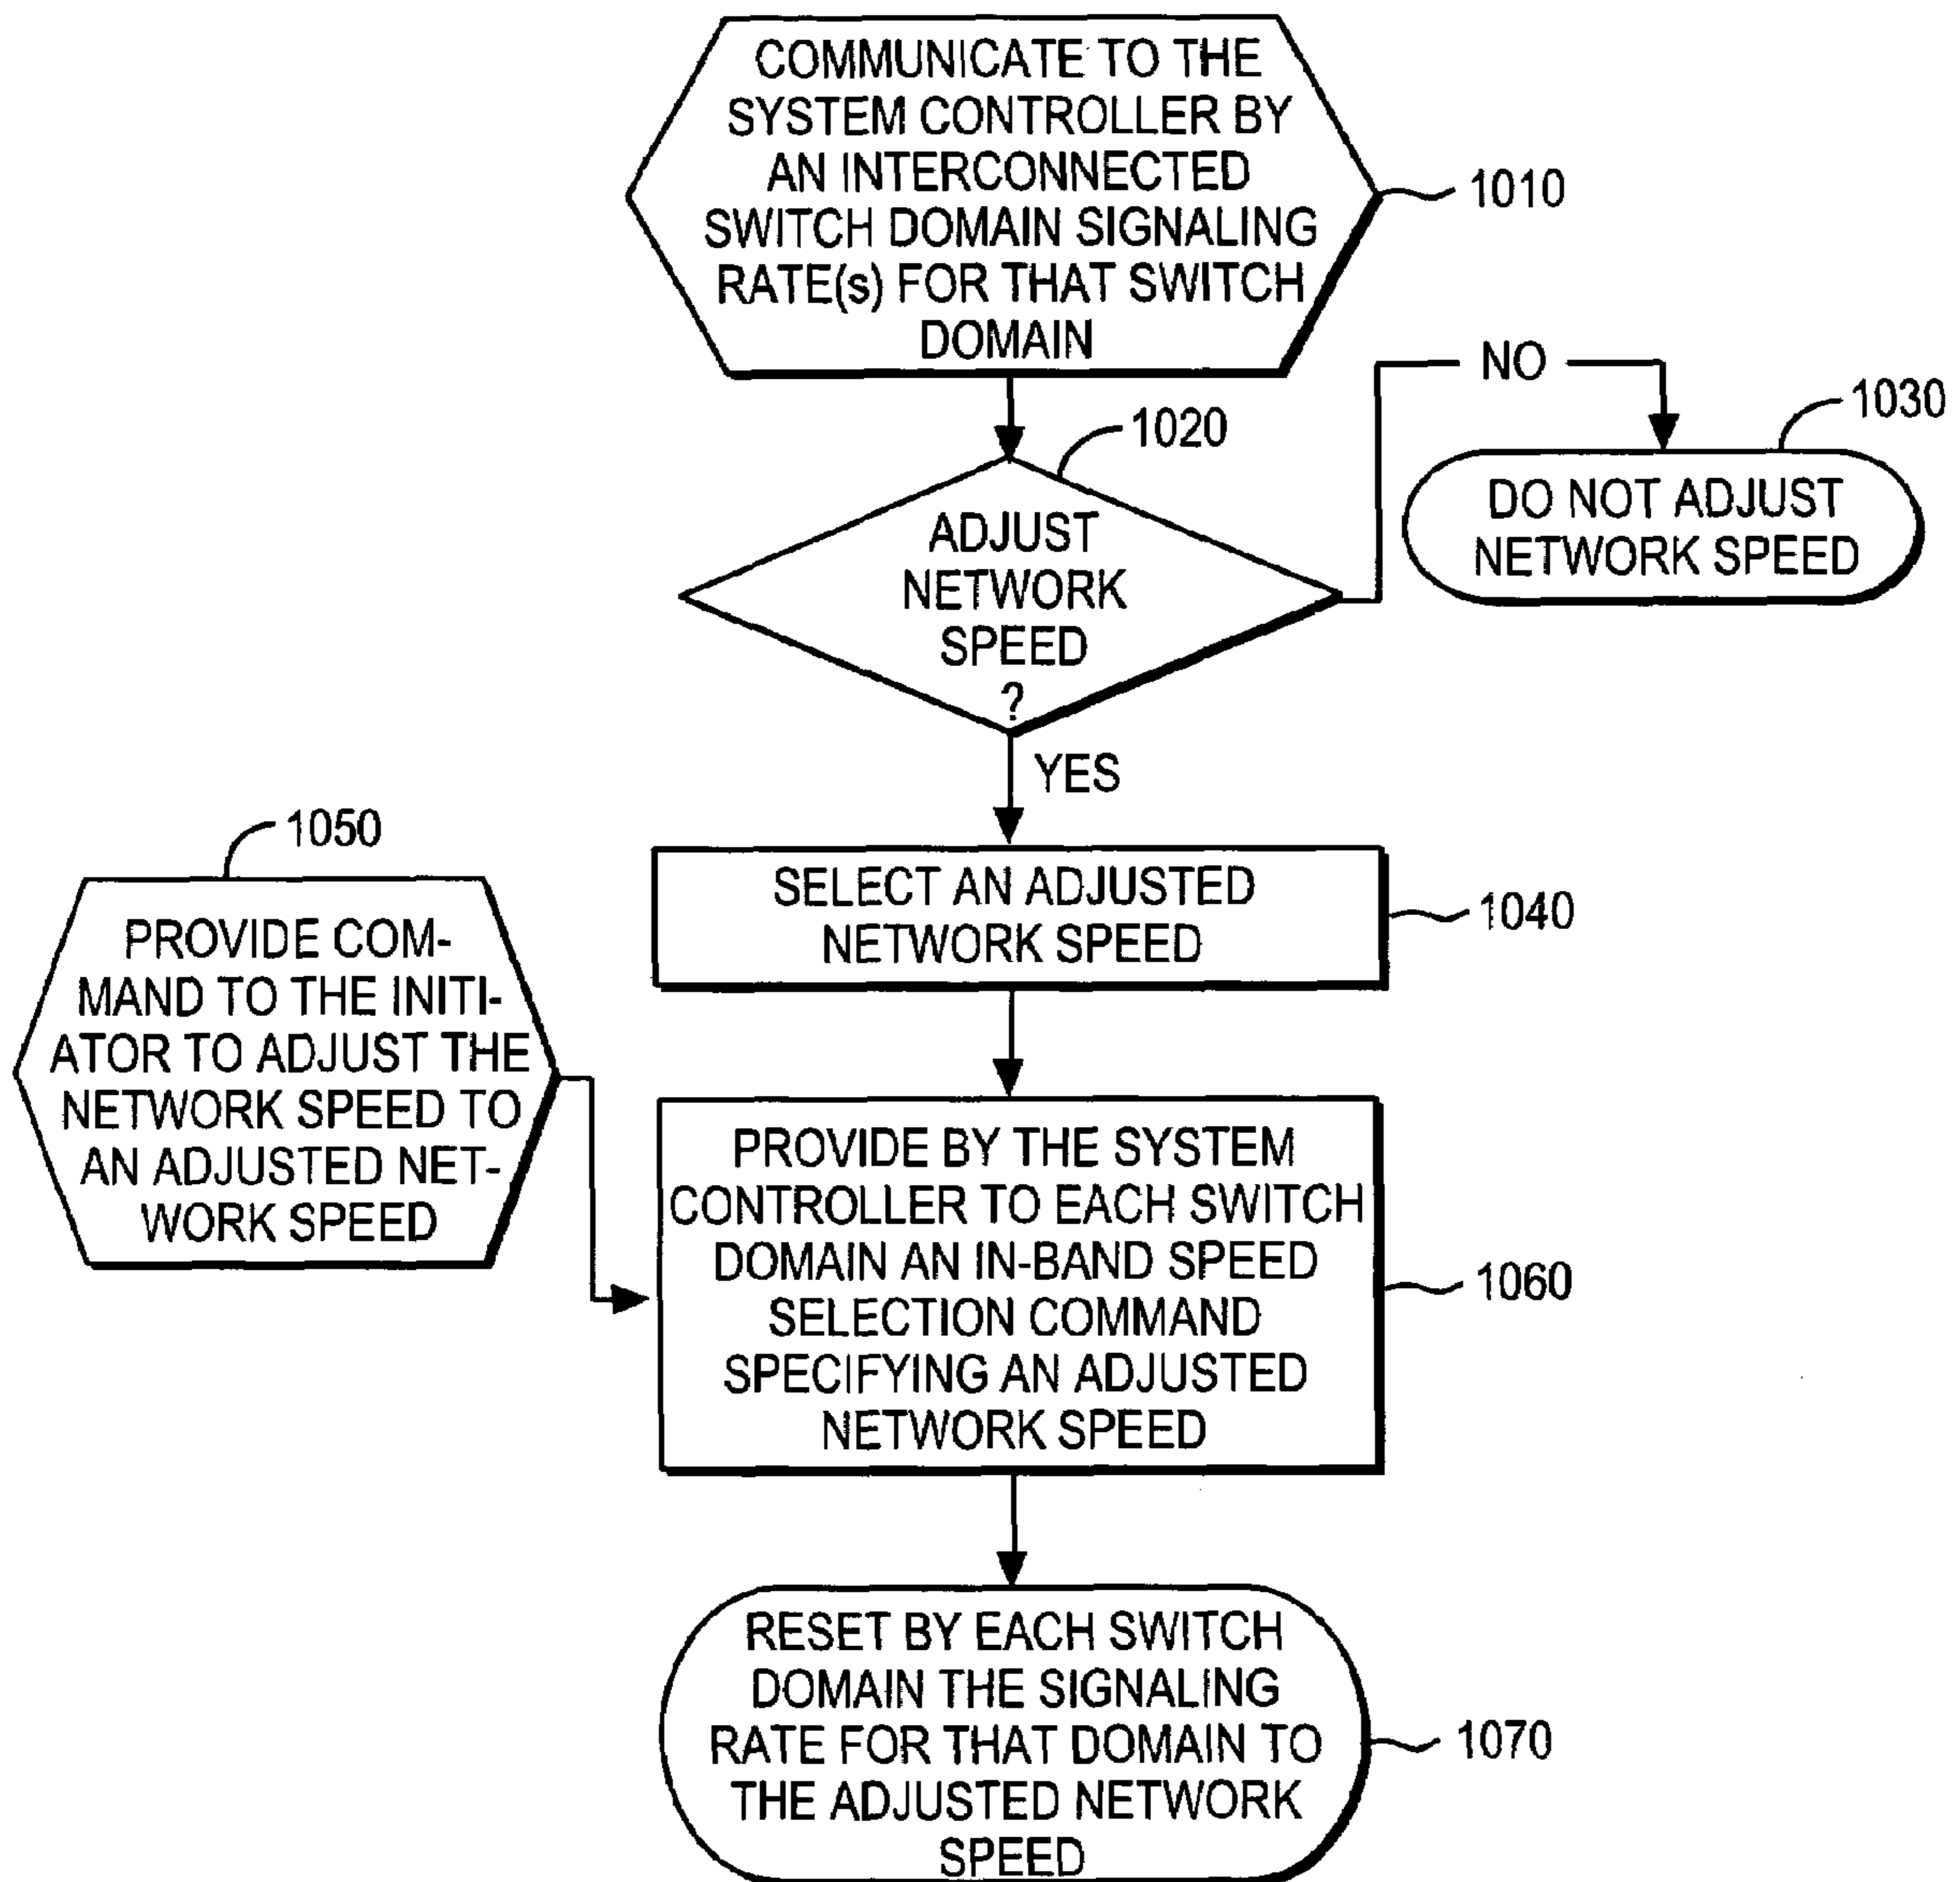 COMMUNICATE TO THE
SYSTEM CONTROLLER BY
AN INTERCONNECTED
SWITCH DOMAIN SIGNALING
RATE(s) FOR THAT SWITCH
DOMAIN
1010
NO
1030
DO NOT ADJUST
NETWORK SPEED
1020
ADJUST
NETWORK
SPEED
?
YES
SELECT AN ADJUSTED
NETWORK SPEED
1040
1050
PROVIDE COM-
MAND TO THE INITI-
ATOR TO ADJUST THE
NETWORK SPEED TO
AN ADJUSTED NET-
WORK SPEED
PROVIDE BY THE SYSTEM
CONTROLLER TO EACH SWITCH
DOMAIN AN IN-BAND SPEED
SELECTION COMMAND
SPECIFYING AN ADJUSTED
NETWORK SPEED
1060
RESET BY EACH SWITCH
DOMAIN THE SIGNALING
RATE FOR THAT DOMAIN TO
THE ADJUSTED NETWORK
SPEED
1070